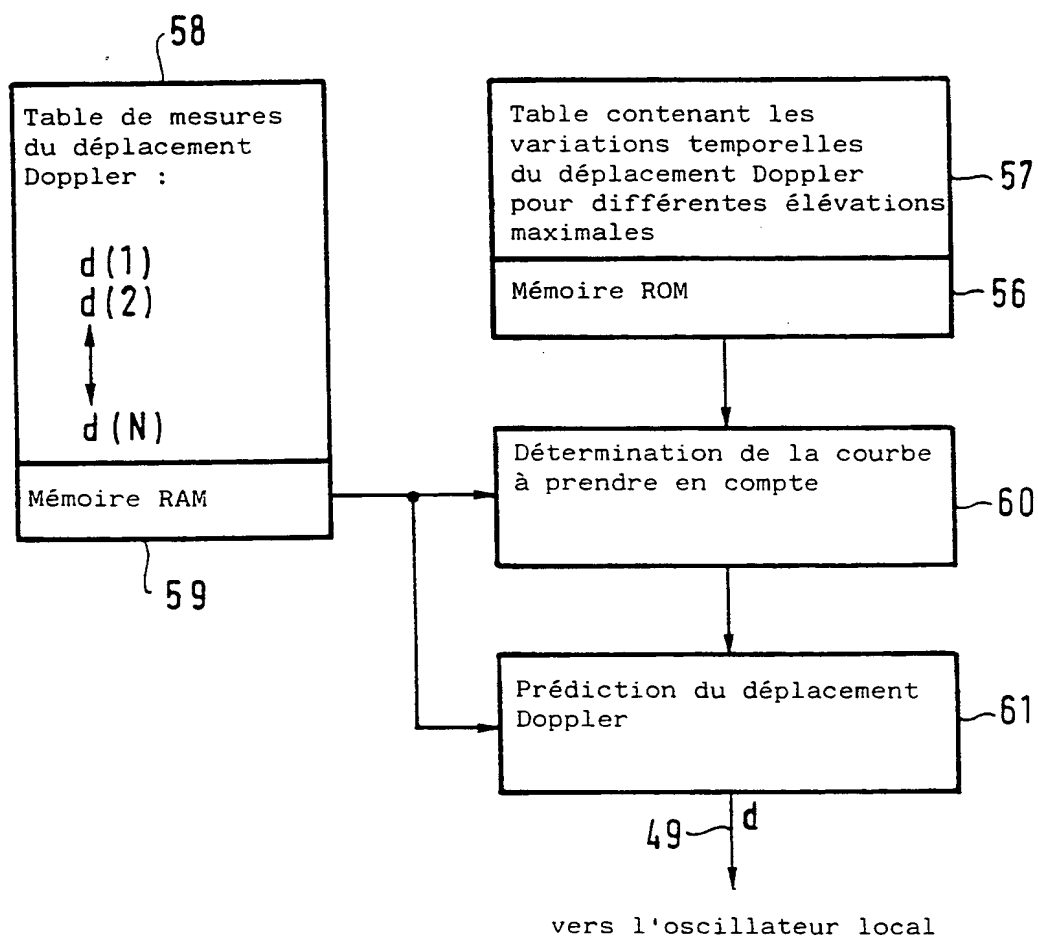 58
Table de mesures
du déplacement
Doppler :
d(1)
d(2)
d(N)
Mémoire RAM
59
Table contenant les
variations temporelles
du déplacement Doppler
pour différentes élévations
maximales
57
Mémoire ROM
56
Détermination de la courbe
à prendre en compte
60
Prédiction du déplacement
Doppler
61
49
d
vers l'oscillateur local